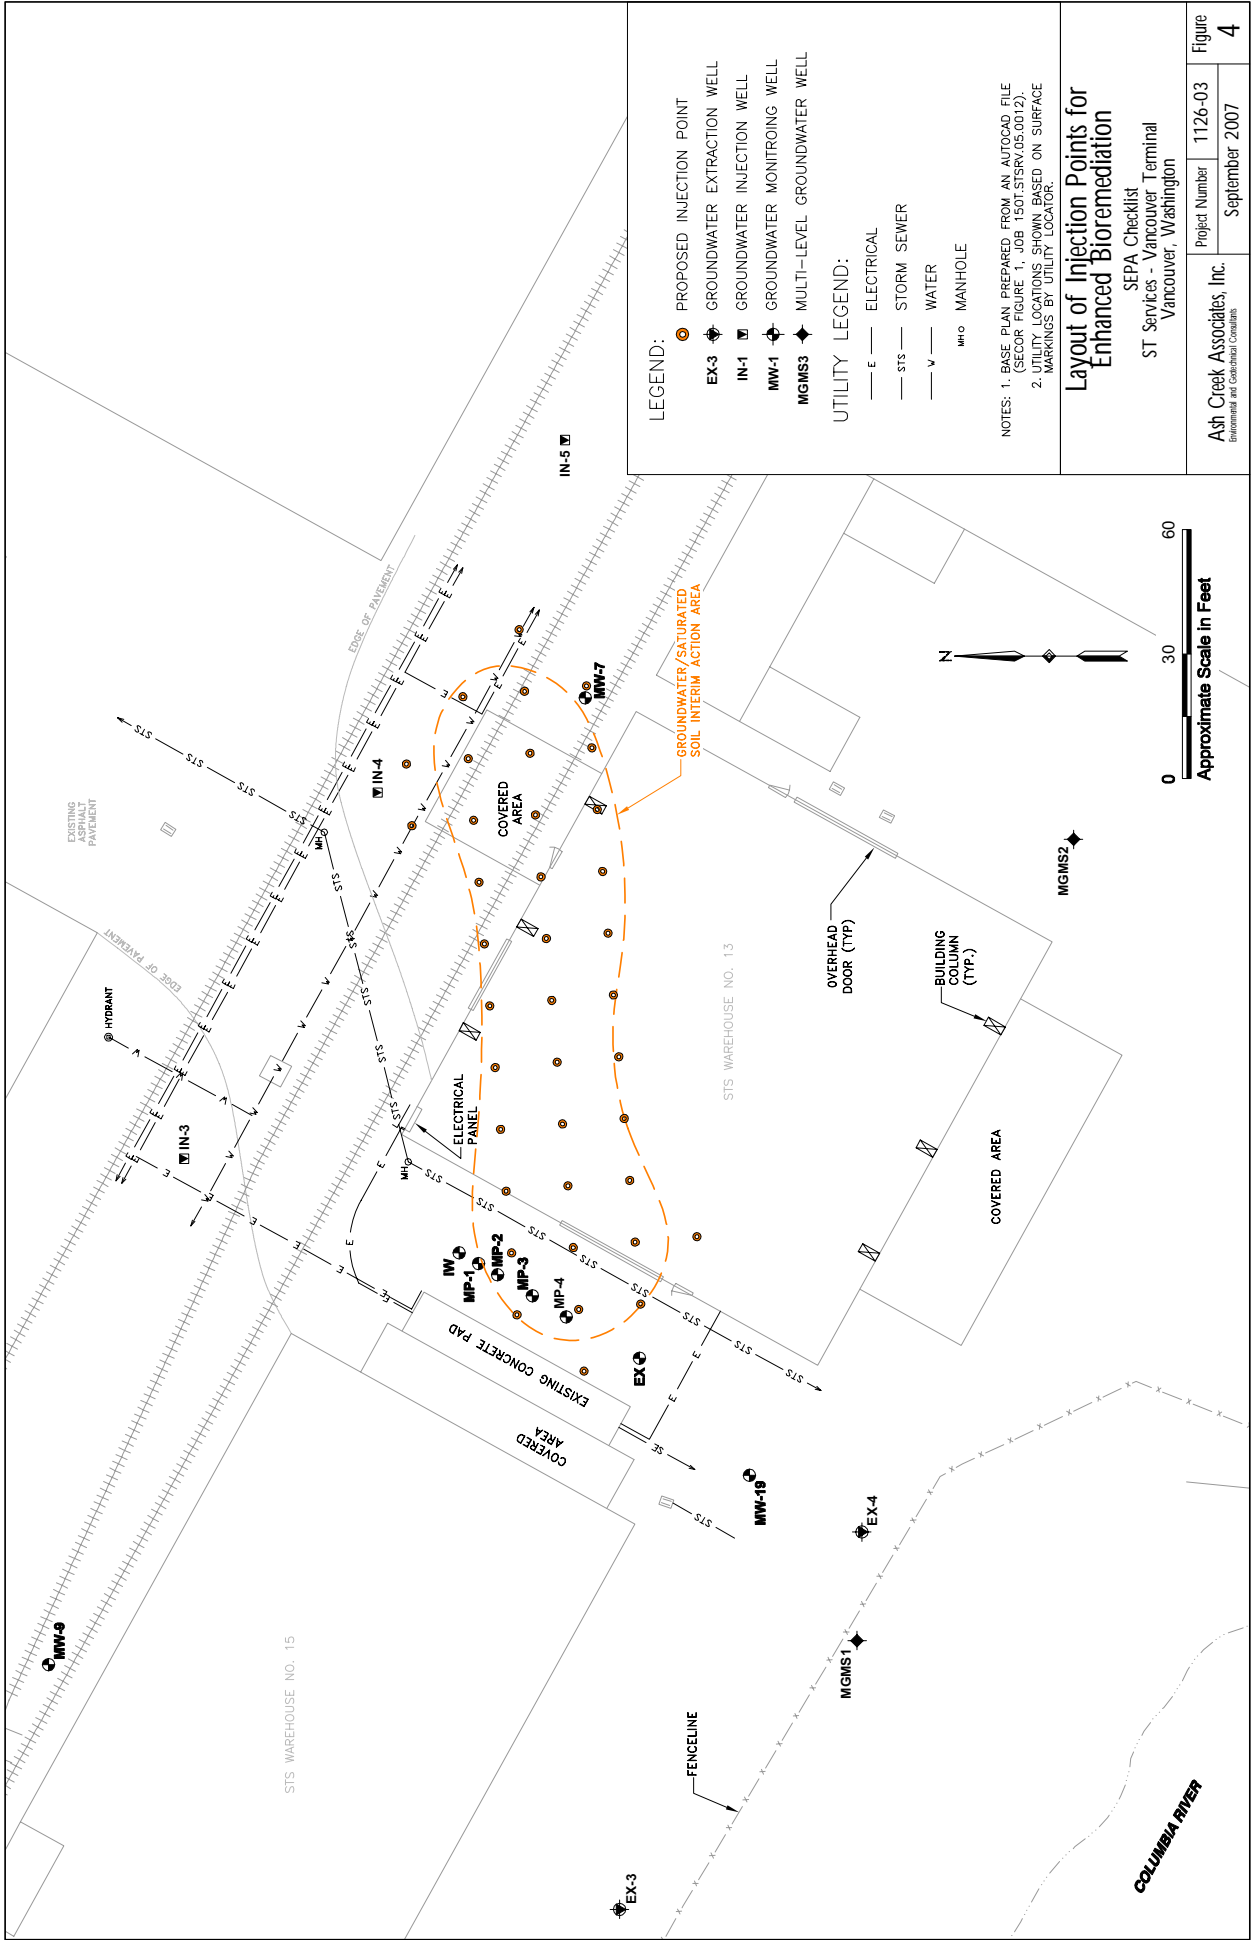 MW-9
STS WAREHOUSE NO. 15
EX-3
FENCELINE
COLUMBIA RIVER
MGMS1
EX-4
MW-19
STS
SE
COVERED
AREA
EXISTING CONCRETE PAD
EX
MP-4
MP-3
MP-2
MP-1
IW
IN-3
HYDRANT
EDGE OF PAVEMENT
EXISTING
ASPHALT
PAVEMENT
MH
MH
ELECTRICAL
PANEL
IN-4
EDGE OF PAVEMENT
COVERED
AREA
IN-5
MW-7
GROUNDWATER/SATURATED
SOIL INTERIM ACTION AREA
STS WAREHOUSE NO. 13
OVERHEAD
DOOR (TYP)
BUILDING
COLUMN
(TYP.)
COVERED AREA
MGMS2
N
0 30 60
Approximate Scale in Feet
LEGEND:
PROPOSED INJECTION POINT
EX-3 GROUNDWATER EXTRACTION WELL
IN-1 GROUNDWATER INJECTION WELL
MW-1 GROUNDWATER MONITROING WELL
MGMS3 MULTI-LEVEL GROUNDWATER WELL
UTILITY LEGEND:
E ELECTRICAL
STS STORM SEWER
W WATER
MH MANHOLE
NOTES: 1. BASE PLAN PREPARED FROM AN AUTOCAD FILE
(SECOR FIGURE 1, JOB 150T.STSRV.05.0012).
2. UTILITY LOCATIONS SHOWN BASED ON SURFACE
MARKINGS BY UTILITY LOCATOR.
Layout of Injection Points for
Enhanced Bioremediation
SEPA Checklist
ST Services - Vancouver Terminal
Vancouver, Washington
Ash Creek Associates, Inc.
Environmental and Geotechnical Consultants
Project Number 1126-03
September 2007
Figure
4